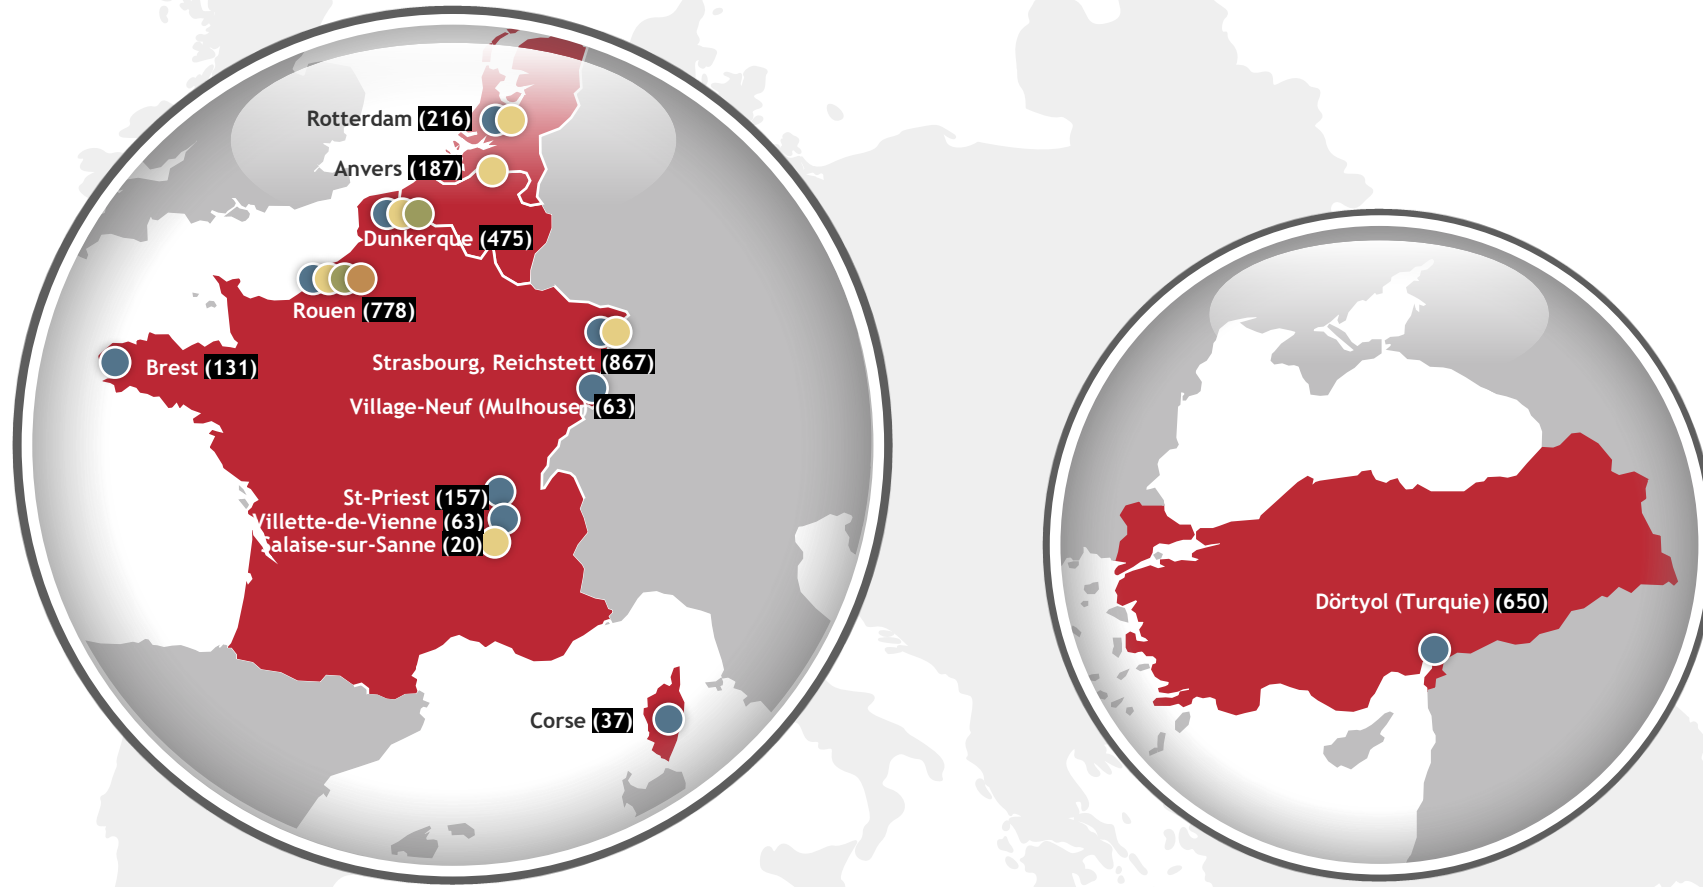 Rotterdam (216)
Anvers (187)
Dunkerque (475)
Rouen (778)
Brest (131)
Strasbourg, Reichstett (867)
Village-Neuf (Mulhouse) (63)
St-Priest (157)
Villette-de-Vienne (63)
Salaise-sur-Sanne (20)
Corse (37)
Dörtyol (Turquie) (650)